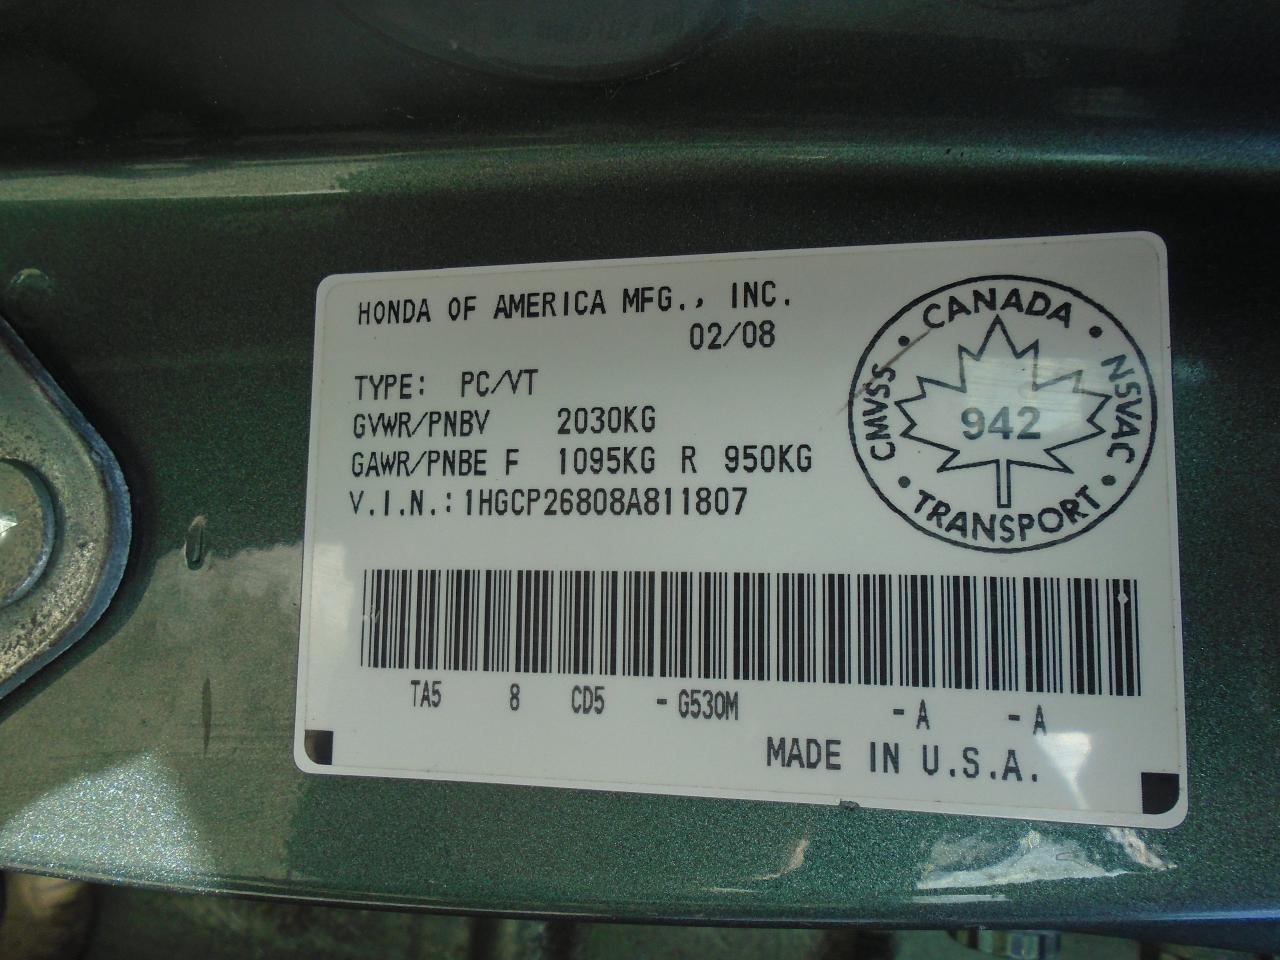 HONDA OF AMERICA MFG., INC.
02/08
TYPE: PC/VT
GVWR/PNBV 2030KG
GAWR/PNBE F 1095KG R 950KG
V.I.N.: 1HGCP26808A811807
CANADA
CMVSS
942
NSVAC
TRANSPORT
TA5 8 CD5 -G530M -A -A
MADE IN U.S.A.